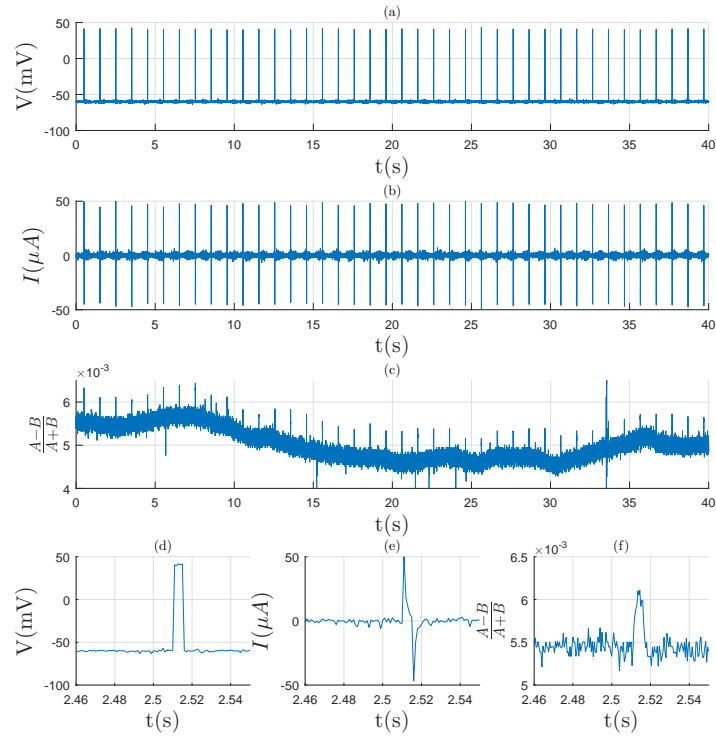 (a)
V(mV)
50
0
-50
-100
0 5 10 15 20 25 30 35 40
t(s)
(b)
I(μA)
50
0
-50
0 5 10 15 20 25 30 35 40
t(s)
(c)
×10⁻³
A−B
A+B
6
5
4
0 5 10 15 20 25 30 35 40
t(s)
(d)
V(mV)
50
0
-50
-100
2.46 2.48 2.5 2.52 2.54
t(s)
(e)
I(μA)
50
0
-50
2.46 2.48 2.5 2.52 2.54
t(s)
(f)
×10⁻³
A−B
A+B
6.5
6
5.5
5
2.46 2.48 2.5 2.52 2.54
t(s)